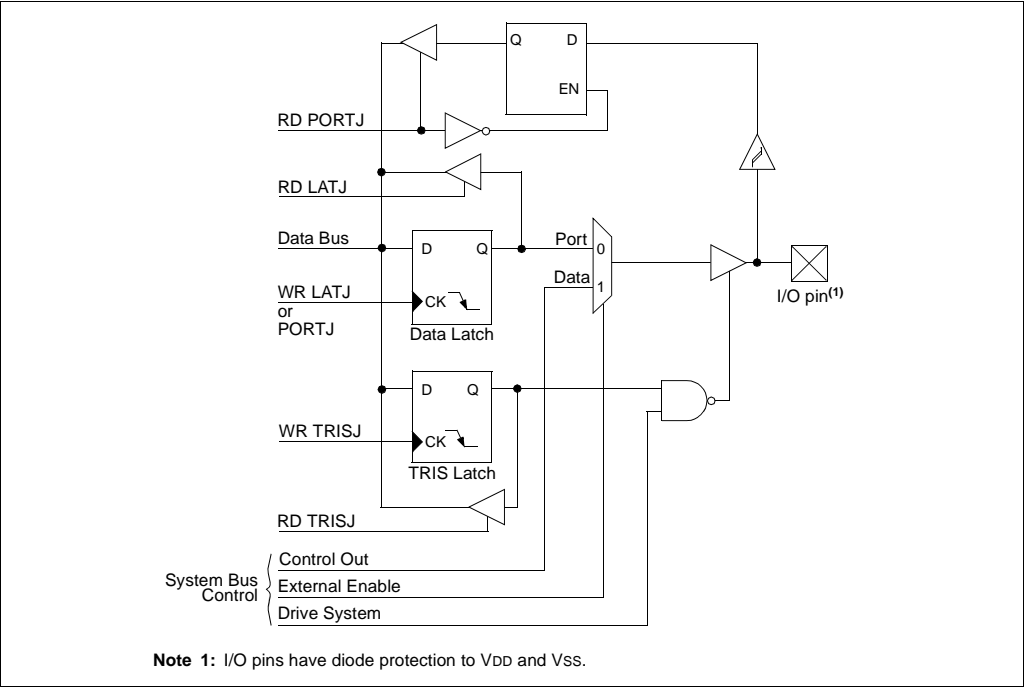 Q D
EN
RD PORTJ
RD LATJ
Data Bus
D Q
Port
0
Data
1
WR LATJ
or
PORTJ
CK
Data Latch
I/O pin(1)
D Q
WR TRISJ
CK
TRIS Latch
RD TRISJ
System Bus
Control
Control Out
External Enable
Drive System
Note 1: I/O pins have diode protection to VDD and VSS.